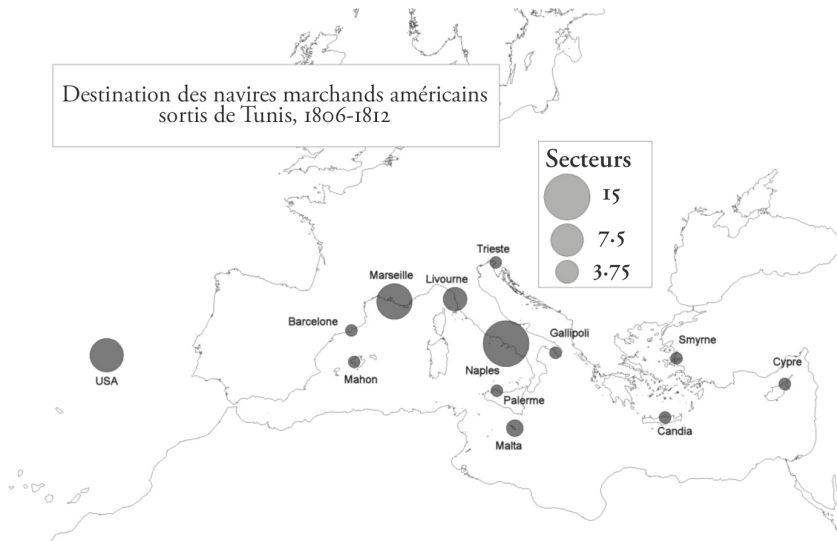 Destination des navires marchands américains
sortis de Tunis, 1806-1812
Secteurs
15
7.5
3.75
Trieste
Marseille
Livourne
Barcelone
Gallipoli
Smyrne
USA
Mahon
Naples
Cypre
Palerme
Candia
Malta